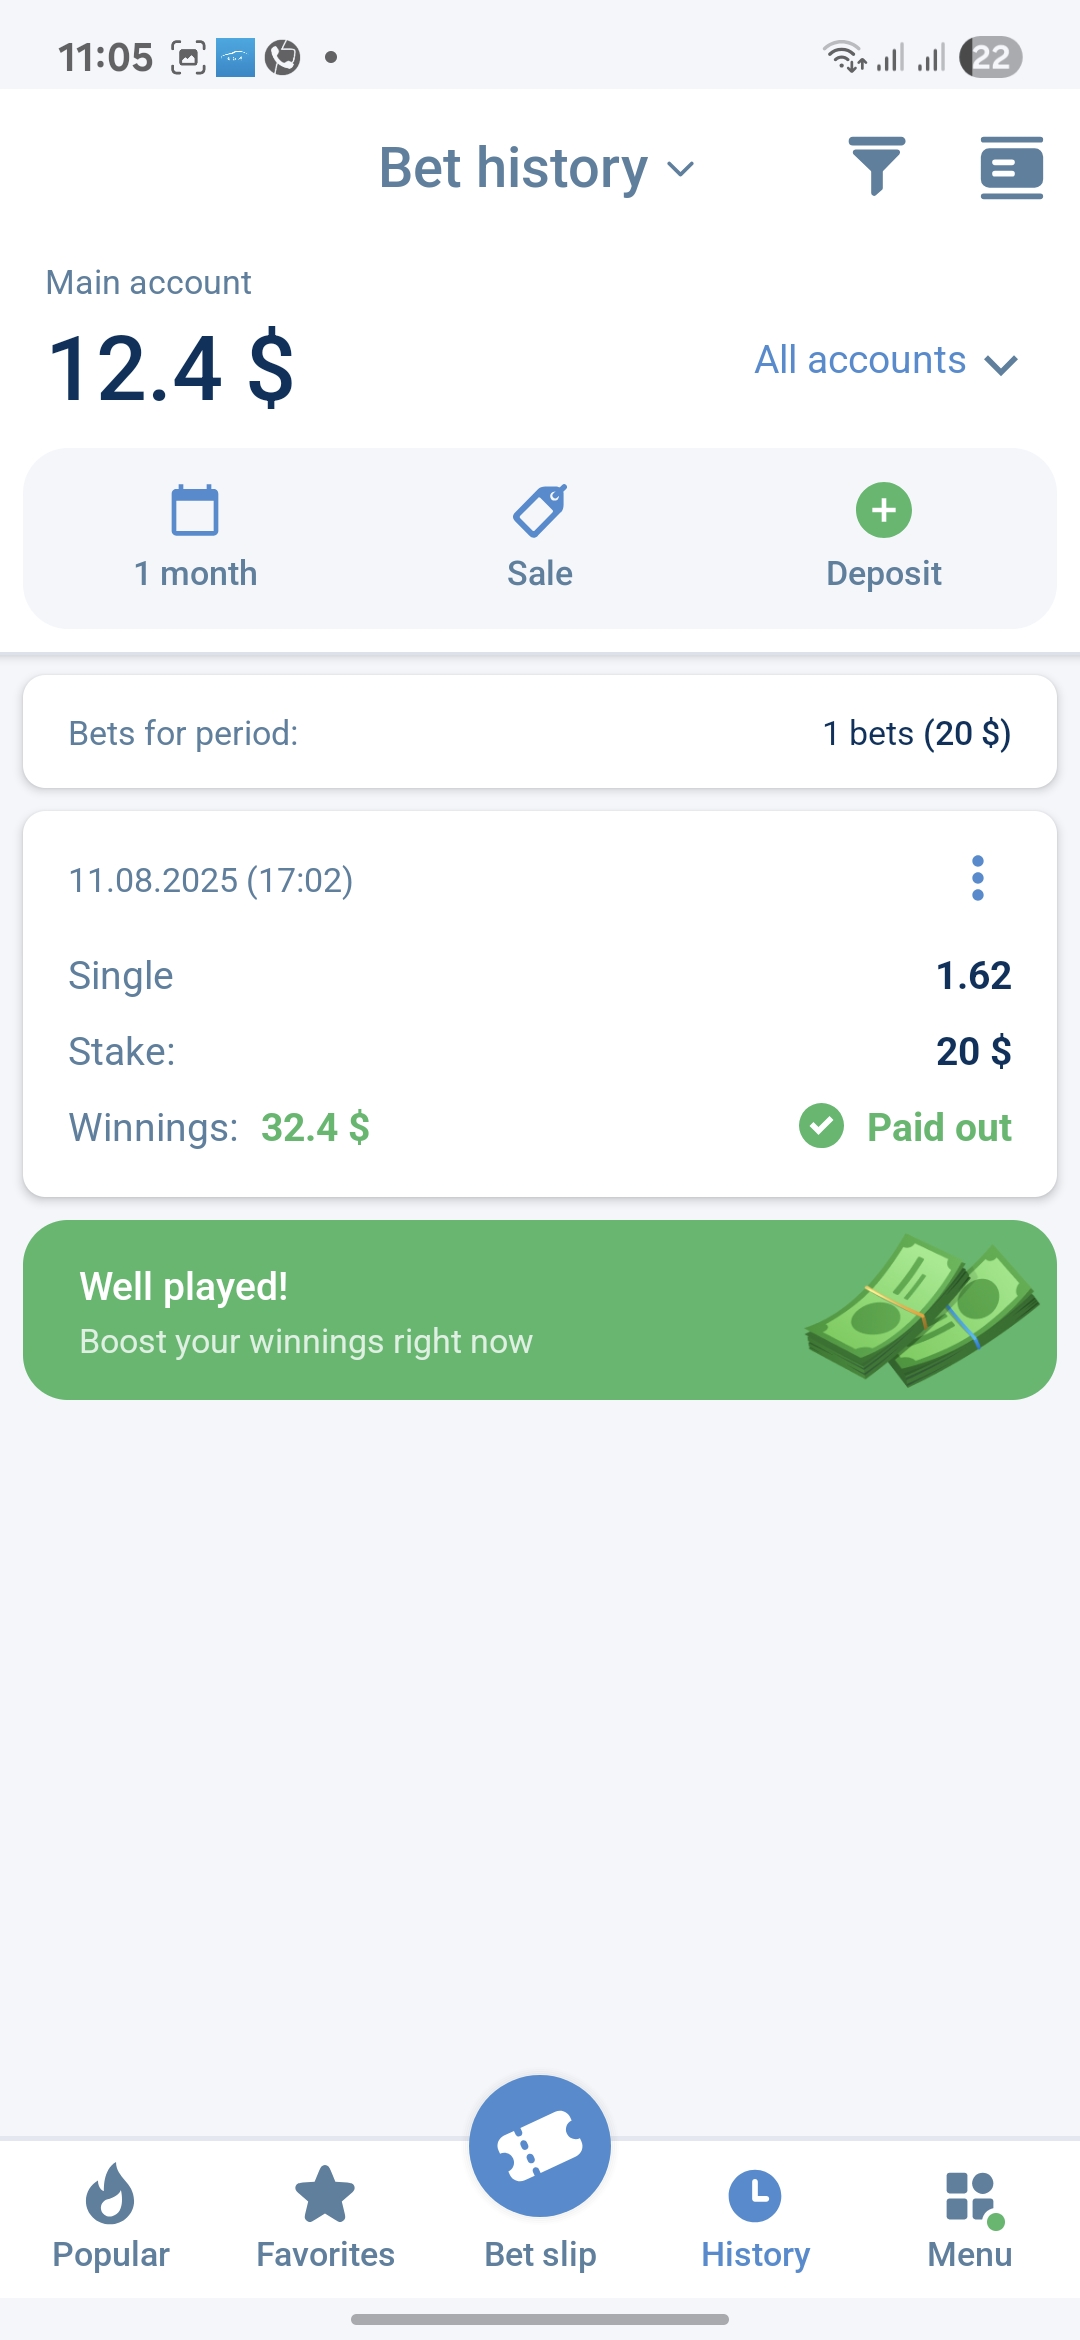 11:05
22
Bet history
Main account
12.4 $
All accounts
1 month
Sale
Deposit
Bets for period:
1 bets (20 $)
11.08.2025 (17:02)
Single
1.62
Stake:
20 $
Winnings: 32.4 $
Paid out
Well played!
Boost your winnings right now
Popular
Favorites
Bet slip
History
Menu